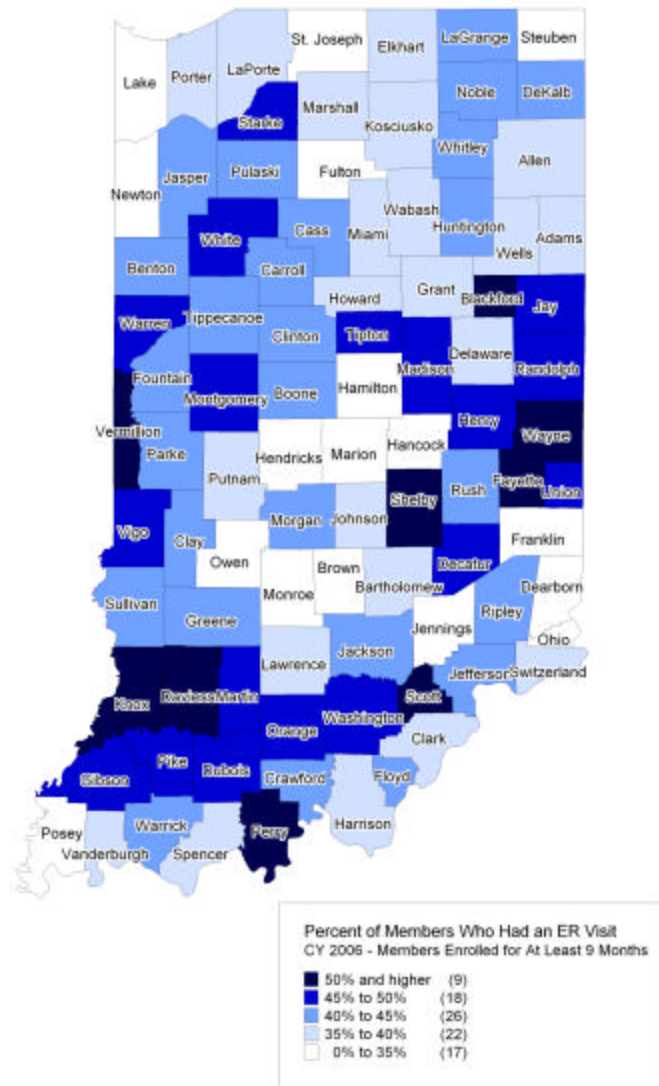 St. Joseph
LaGrange
Steuben
Elkhart
LaPorte
Lake
Porter
Noble
DeKalb
Marshall
Starke
Kosciusko
Whitley
Allen
Jasper
Pulaski
Fulton
Newton
Wabash
Huntington
Miami
Cass
White
Wells
Adams
Benton
Carroll
Grant
Howard
Blackford
Jay
Warren
Tippecanoe
Clinton
Tipton
Madison
Delaware
Randolph
Fountain
Montgomery
Boone
Hamilton
Henry
Vermillion
Wayne
Parke
Hendricks
Marion
Hancock
Putnam
Fayette
Union
Shelby
Rush
Morgan
Johnson
Vigo
Clay
Franklin
Owen
Decatur
Brown
Bartholomew
Dearborn
Monroe
Sullivan
Greene
Ripley
Jennings
Ohio
Jackson
Lawrence
Jefferson
Switzerland
Knox
Daviess
Martin
Scott
Washington
Orange
Clark
Pike
Dubois
Gibson
Crawford
Floyd
Harrison
Perry
Warrick
Posey
Vanderburgh
Spencer
Percent of Members Who Had an ER Visit
CY 2006 - Members Enrolled for At Least 9 Months
50% and higher (9)
45% to 50% (18)
40% to 45% (26)
35% to 40% (22)
0% to 35% (17)